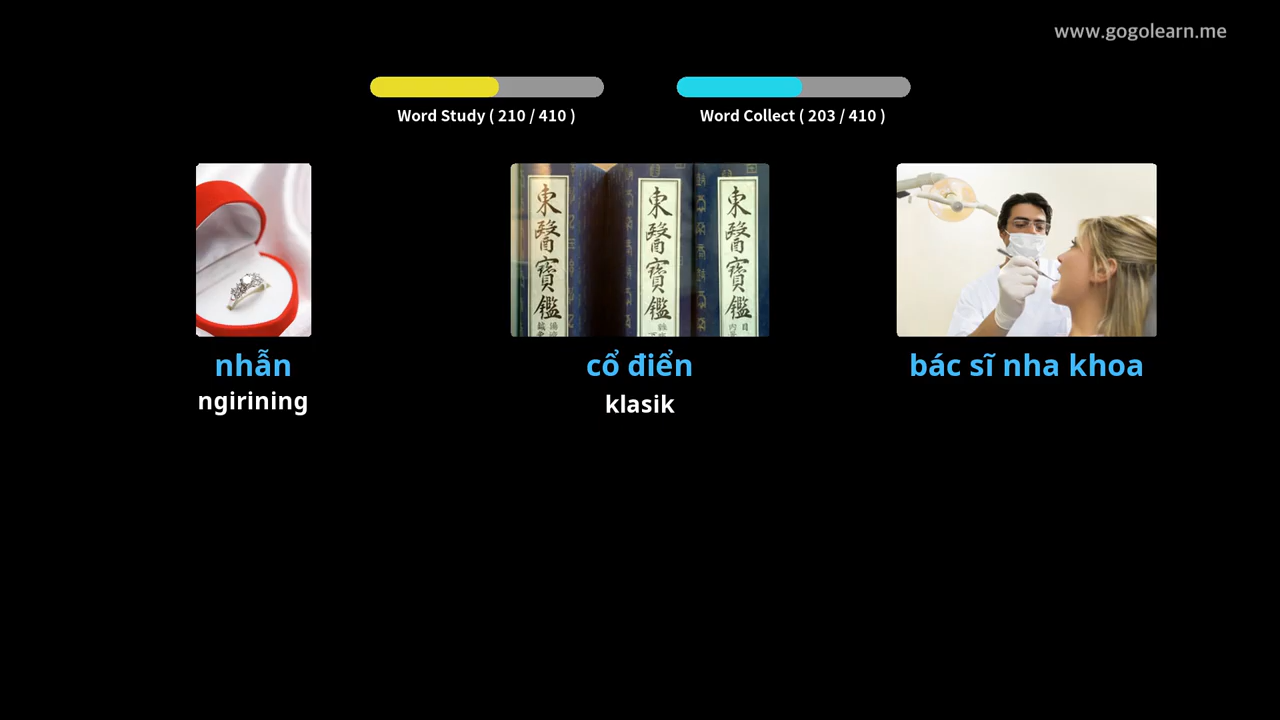 www.gogolearn.me
Word Study ( 210 / 410 )
Word Collect ( 203 / 410 )
東醫寶鑑
東醫寶鑑
東醫寶鑑
nhẫn
cổ điển
bác sĩ nha khoa
ngirining
klasik